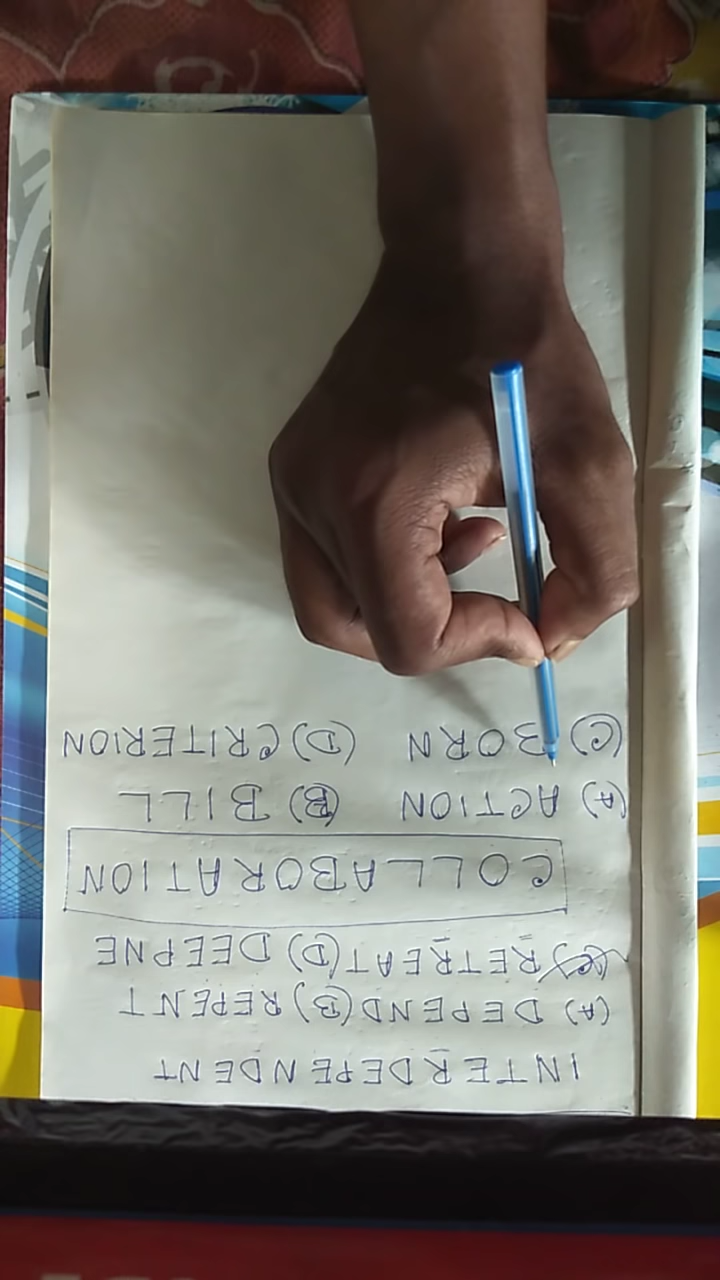 INTERDEPENDENT
(A) DEPEND (B) REPENT
(C) RETREAT (D) DEEPNE
COLLABORATION
(A) ACTION (B) BILL
(C) BORN (D) CRITERION